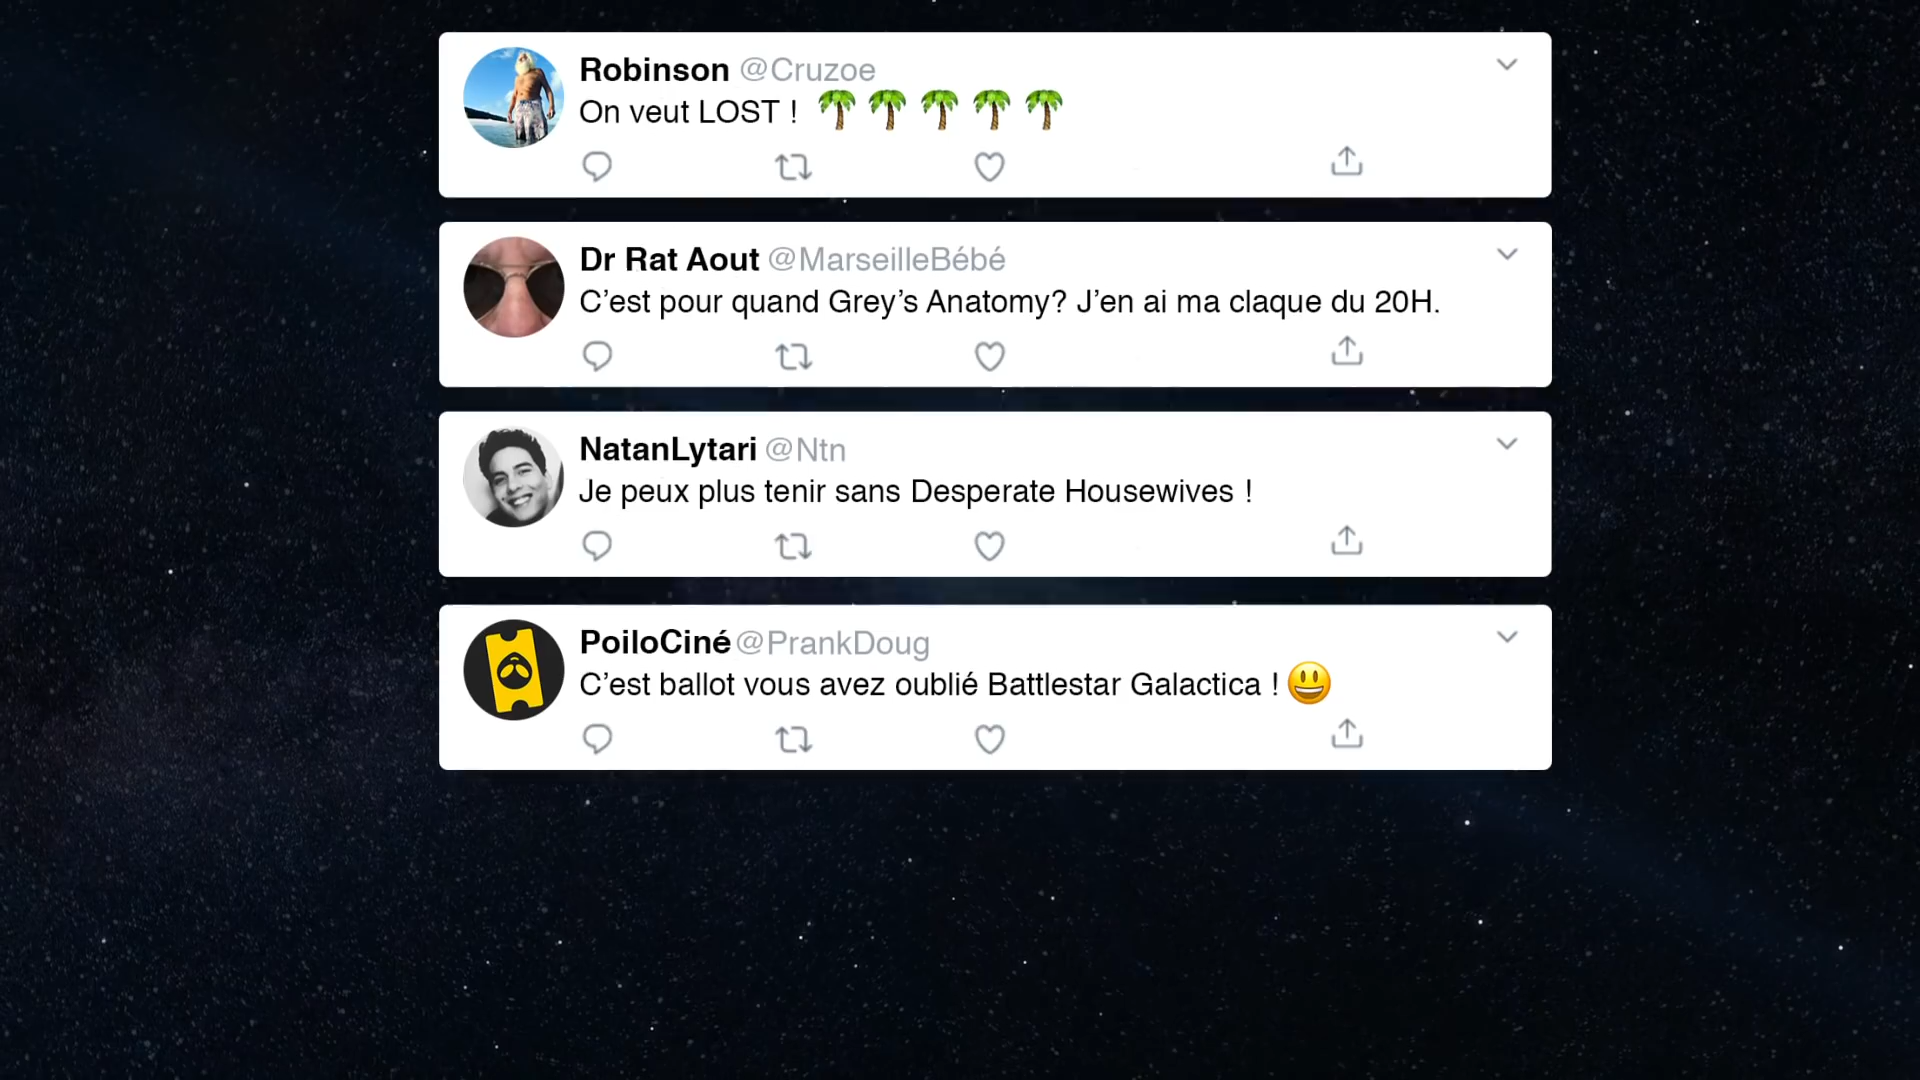 Robinson @Cruzoe
On veut LOST ! 🌴🌴🌴🌴🌴
Dr Rat Aout @MarseilleBébé
C’est pour quand Grey’s Anatomy? J’en ai ma claque du 20H.
NatanLytari @Ntn
Je peux plus tenir sans Desperate Housewives !
PoiloCiné @PrankDoug
C’est ballot vous avez oublié Battlestar Galactica ! 😃